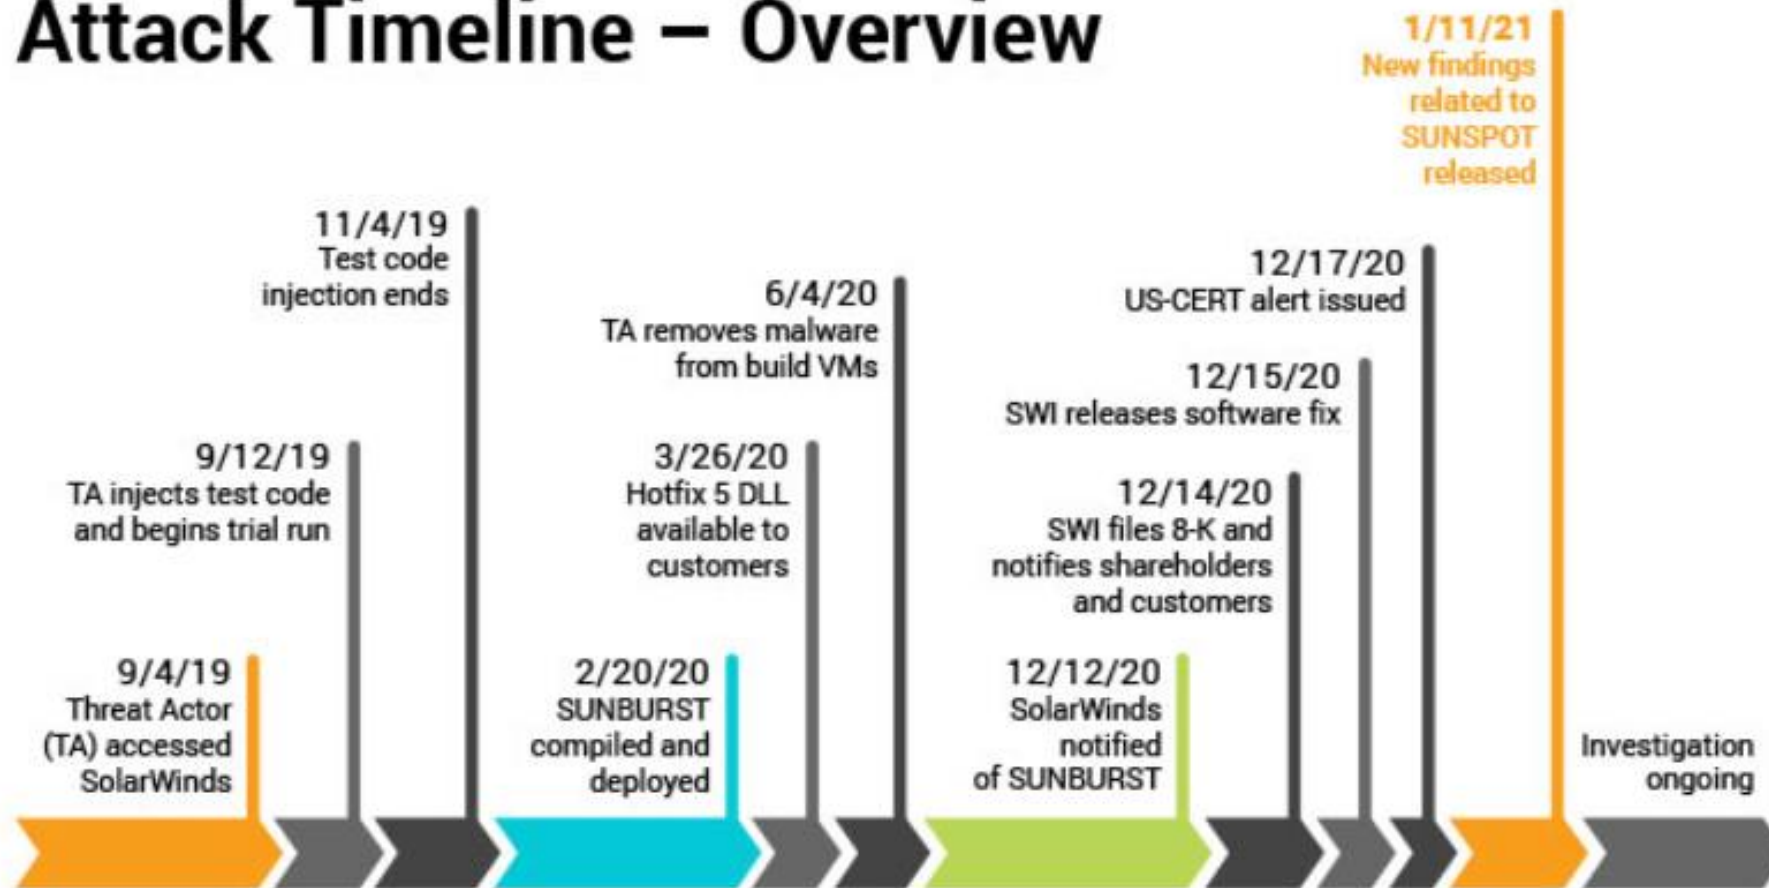 Attack Timeline – Overview
9/4/19
Threat Actor
(TA) accessed
SolarWinds
9/12/19
TA injects test code
and begins trial run
11/4/19
Test code
injection ends
2/20/20
SUNBURST
compiled and
deployed
3/26/20
Hotfix 5 DLL
available to
customers
6/4/20
TA removes malware
from build VMs
12/12/20
SolarWinds
notified
of SUNBURST
12/14/20
SWI files 8-K and
notifies shareholders
and customers
12/15/20
SWI releases software fix
12/17/20
US-CERT alert issued
1/11/21
New findings
related to
SUNSPOT
released
Investigation
ongoing